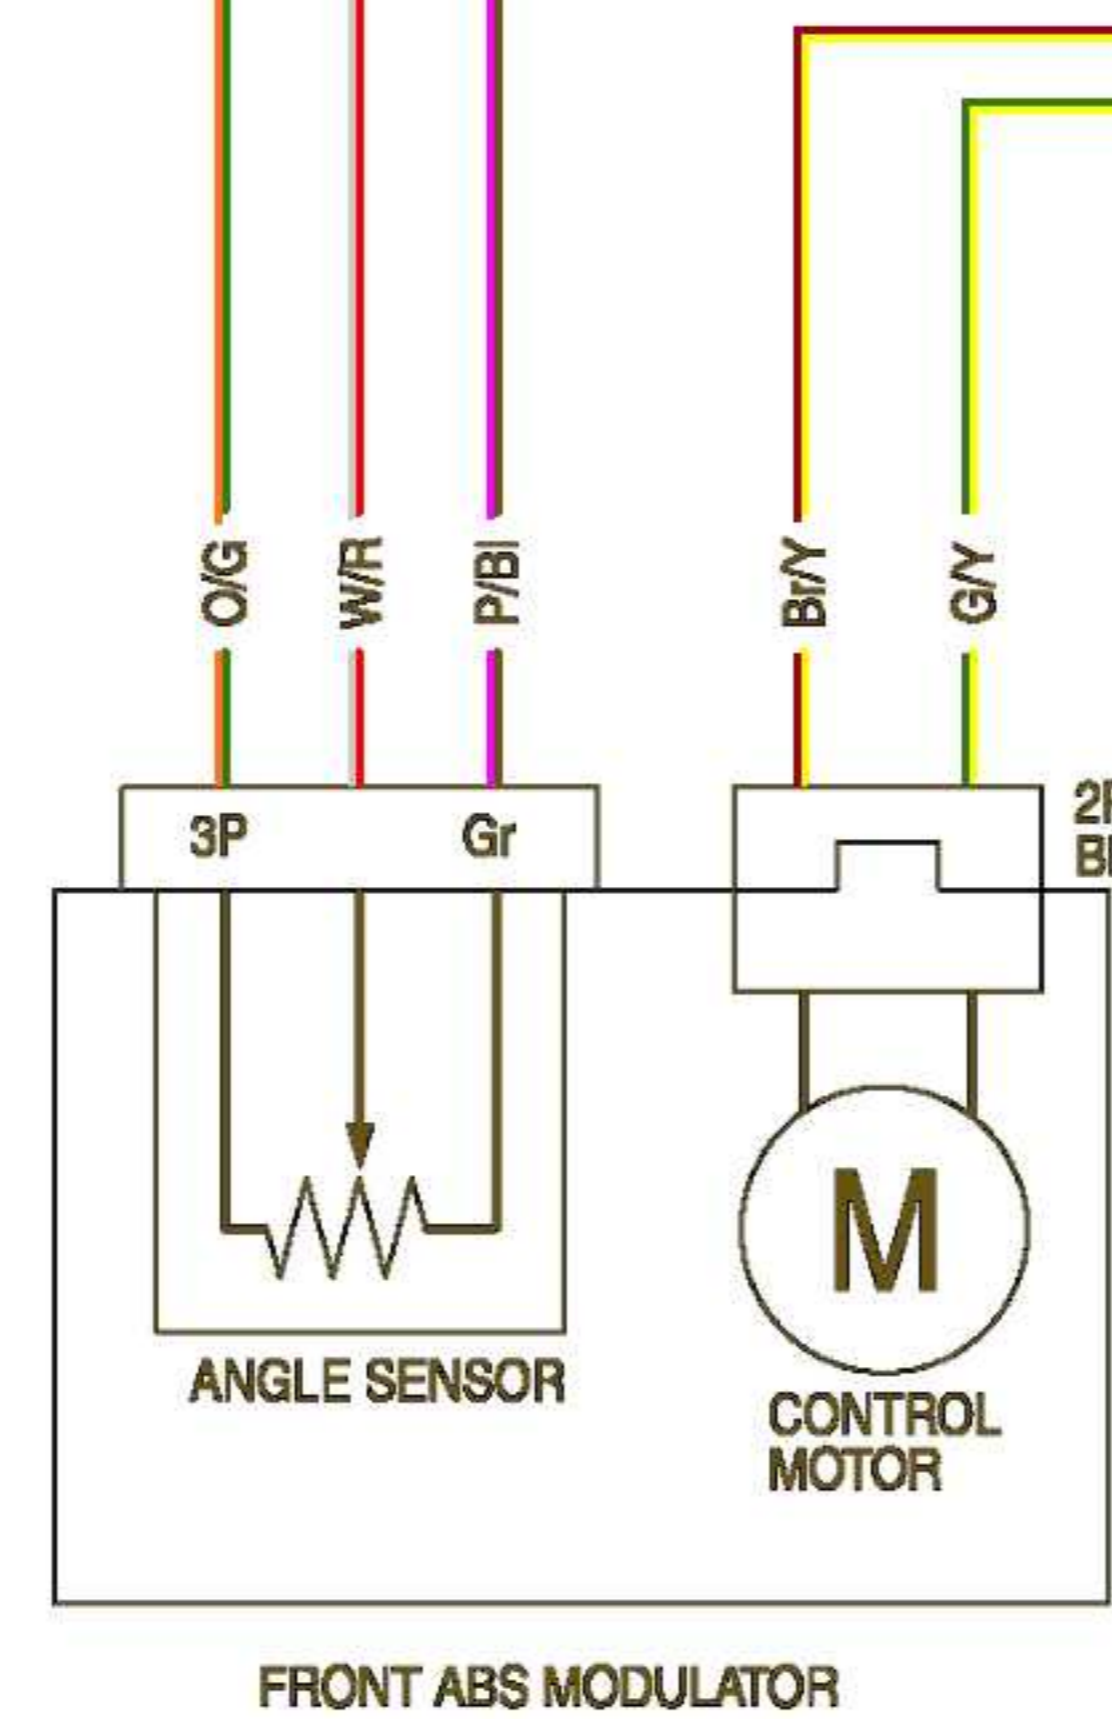 O/G
W/R
P/Bl
Br/Y
G/Y
3P
Gr
ANGLE SENSOR
CONTROL
MOTOR
M
FRONT ABS MODULATOR